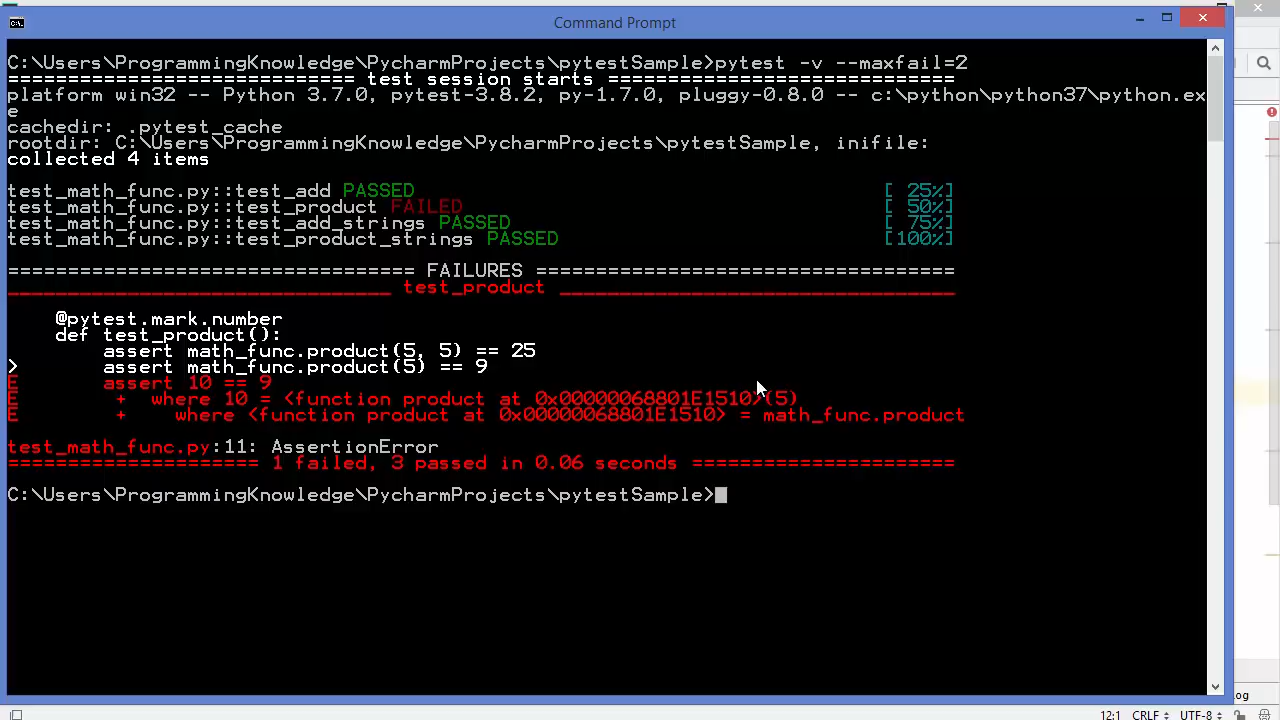 Command Prompt
C:\Users\ProgrammingKnowledge\PycharmProjects\pytestSample>pytest -v --maxfail=2
============================= test session starts =============================
platform win32 -- Python 3.7.0, pytest-3.8.2, py-1.7.0, pluggy-0.8.0 -- c:\python\python37\python.ex
e
cachedir: .pytest_cache
rootdir: C:\Users\ProgrammingKnowledge\PycharmProjects\pytestSample, inifile:
collected 4 items
test_math_func.py::test_add PASSED [ 25%]
test_math_func.py::test_product FAILED [ 50%]
test_math_func.py::test_add_strings PASSED [ 75%]
test_math_func.py::test_product_strings PASSED [100%]
================================== FAILURES ===================================
________________________________ test_product _________________________________
@pytest.mark.number
def test_product():
assert math_func.product(5, 5) == 25
> assert math_func.product(5) == 9
E assert 10 == 9
E + where 10 = <function product at 0x00000068801E1510>(5)
E + where <function product at 0x00000068801E1510> = math_func.product
test_math_func.py:11: AssertionError
===================== 1 failed, 3 passed in 0.06 seconds ======================
C:\Users\ProgrammingKnowledge\PycharmProjects\pytestSample>
og
12:1 CRLF UTF-8